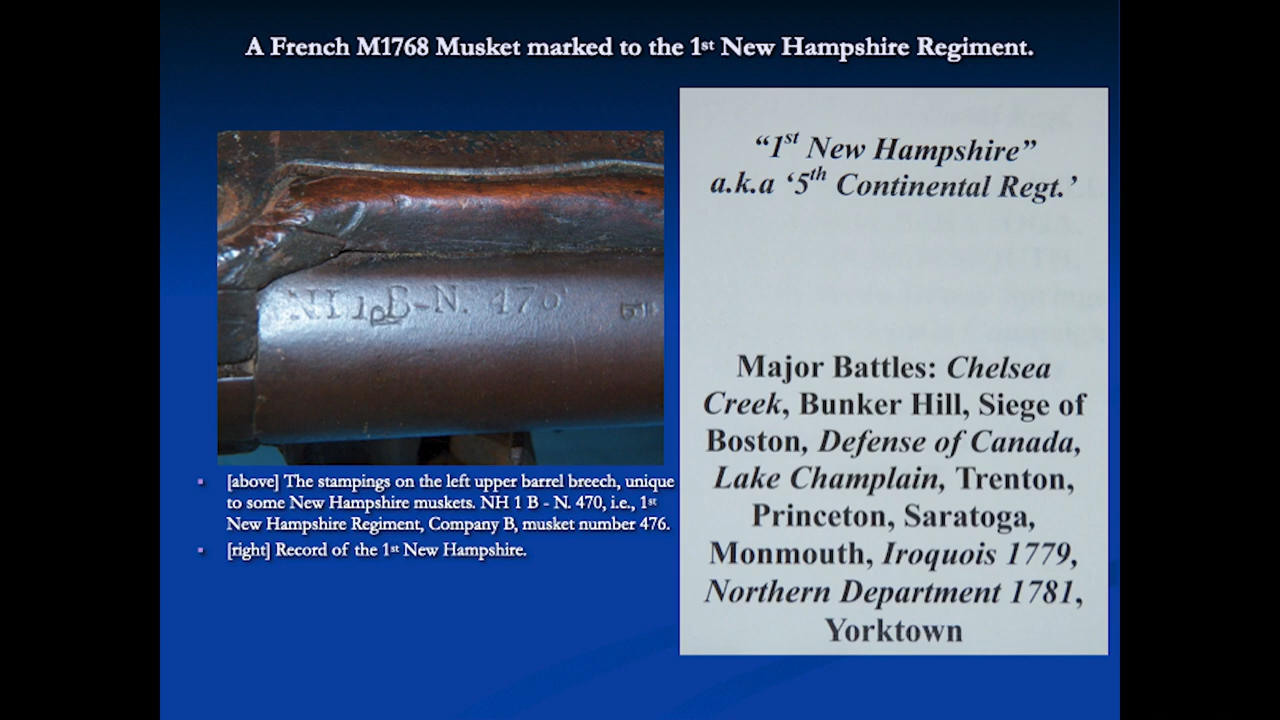 A French M1768 Musket marked to the 1st New Hampshire Regiment.
NH 1 B-N. 470
[above] The stampings on the left upper barrel breech, unique
to some New Hampshire muskets. NH 1 B - N. 470, i.e., 1st
New Hampshire Regiment, Company B, musket number 476.
[right] Record of the 1st New Hampshire.
“1st New Hampshire”
a.k.a ‘5th Continental Regt.’
Major Battles: Chelsea
Creek, Bunker Hill, Siege of
Boston, Defense of Canada,
Lake Champlain, Trenton,
Princeton, Saratoga,
Monmouth, Iroquois 1779,
Northern Department 1781,
Yorktown